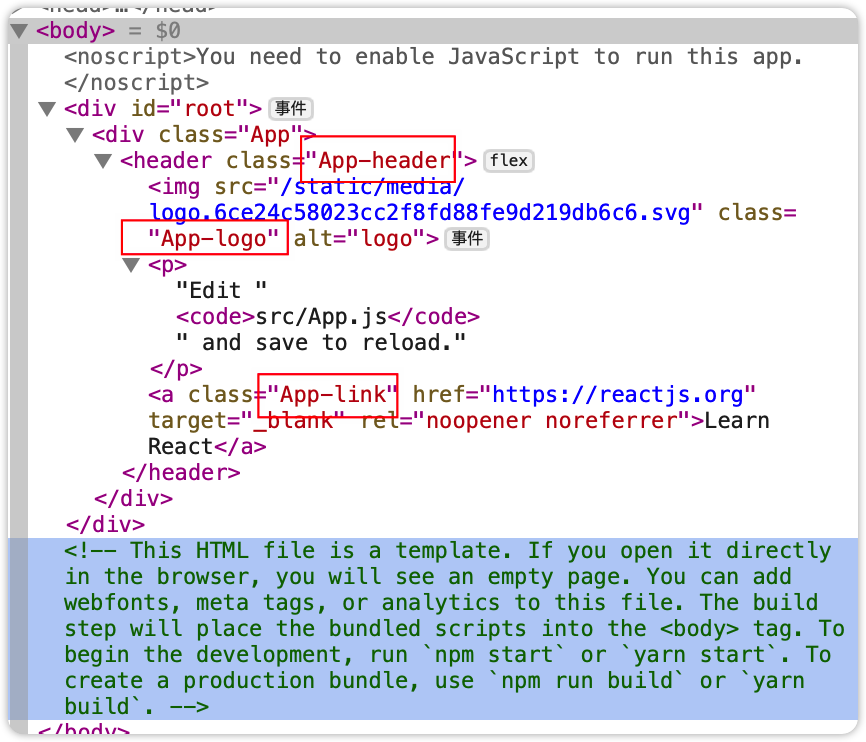 <head>…</head>
<body> = $0
<noscript>You need to enable JavaScript to run this app.
</noscript>
<div id="root"> 事件
<div class="App">
<header class="App-header"> flex
<img src="/static/media/
logo.6ce24c58023cc2f8fd88fe9d219db6c6.svg" class=
"App-logo" alt="logo"> 事件
<p>
"Edit "
<code>src/App.js</code>
" and save to reload."
</p>
<a class="App-link" href="https://reactjs.org"
target="_blank" rel="noopener noreferrer">Learn
React</a>
</header>
</div>
</div>
<!-- This HTML file is a template. If you open it directly
in the browser, you will see an empty page. You can add
webfonts, meta tags, or analytics to this file. The build
step will place the bundled scripts into the <body> tag. To
begin the development, run `npm start` or `yarn start`. To
create a production bundle, use `npm run build` or `yarn
build`. -->
</body>